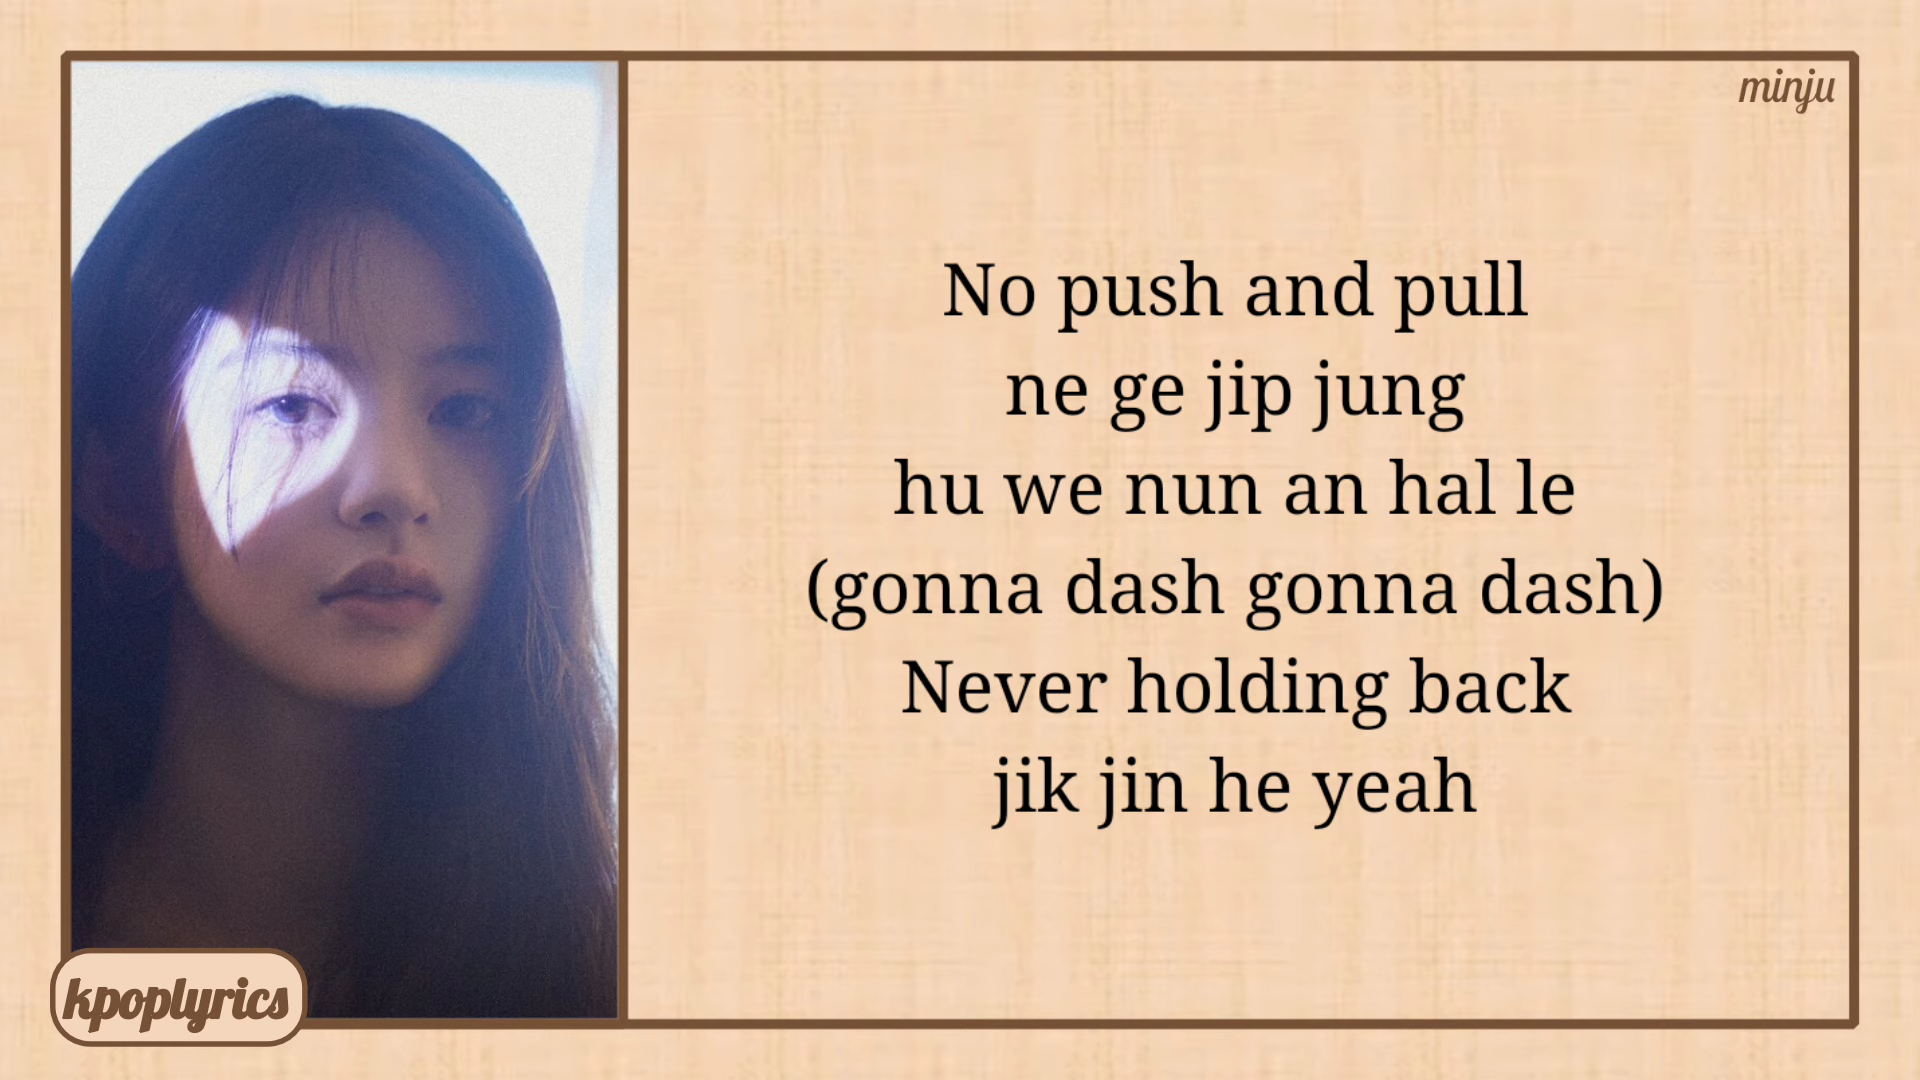 minju
No push and pull
ne ge jip jung
hu we nun an hal le
(gonna dash gonna dash)
Never holding back
jik jin he yeah
kpoplyrics